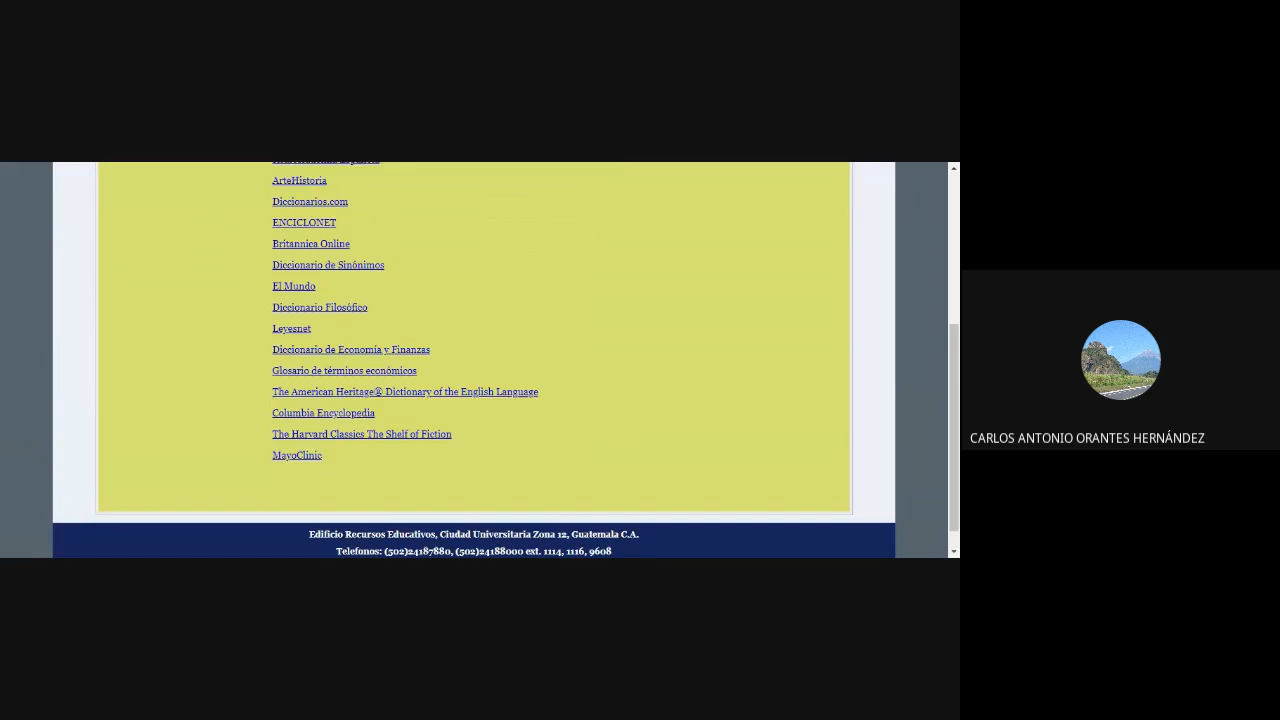 ArteHistoria
Diccionarios.com
ENCICLONET
Britannica Online
Diccionario de Sinónimos
El Mundo
Diccionario Filosófico
Leyesnet
Diccionario de Economía y Finanzas
Glosario de términos económicos
The American Heritage® Dictionary of the English Language
Columbia Encyclopedia
The Harvard Classics The Shelf of Fiction
MayoClinic
Edificio Recursos Educativos, Ciudad Universitaria Zona 12, Guatemala C.A.
Telefonos: (502)24187880, (502)24188000 ext. 1114, 1116, 9608
CARLOS ANTONIO ORANTES HERNÁNDEZ